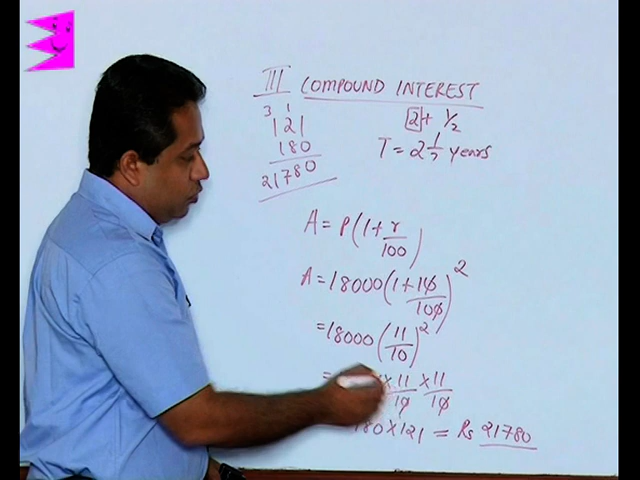 III COMPOUND INTEREST
3 1
121
180
21780
2 + 1/2
T = 2 1/2 years
A = P(1 + r/100)
A = 18000(1 + 10/100)²
= 18000(11/10)²
= × 11/10 × 11/10
180 × 121 = Rs 21780